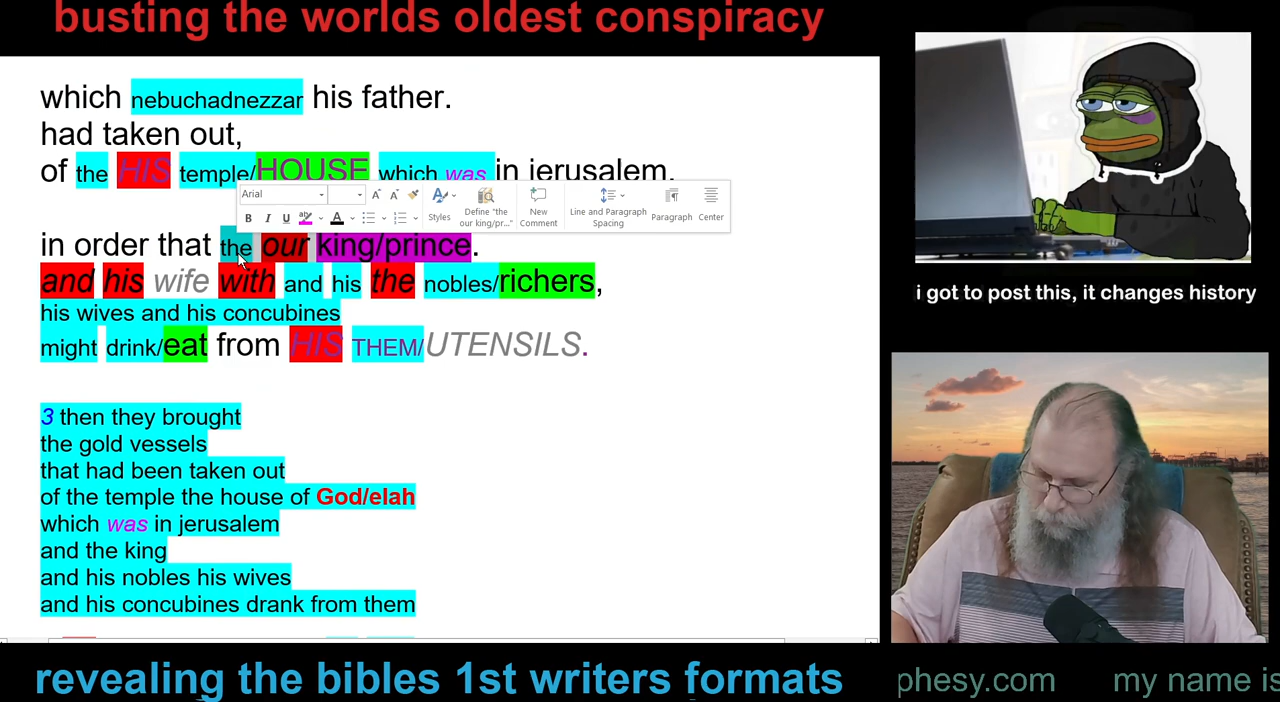 busting the worlds oldest conspiracy
which nebuchadnezzar his father.
had taken out,
of the HIS temple/HOUSE which was in jerusalem.
Arial
B I U
Styles
Define "the our king/pr...
New Comment
Line and Paragraph Spacing
Paragraph
Center
in order that the our king/prince.
and his wife with and his the nobles/richers,
his wives and his concubines
might drink/eat from HIS THEM/UTENSILS.
3 then they brought
the gold vessels
that had been taken out
of the temple the house of God/elah
which was in jerusalem
and the king
and his nobles his wives
and his concubines drank from them
i got to post this, it changes history
revealing the bibles 1st writers formats
phesy.com my name is